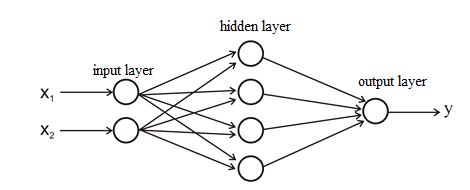 hidden layer
input layer
output layer
X₁
y
X₂